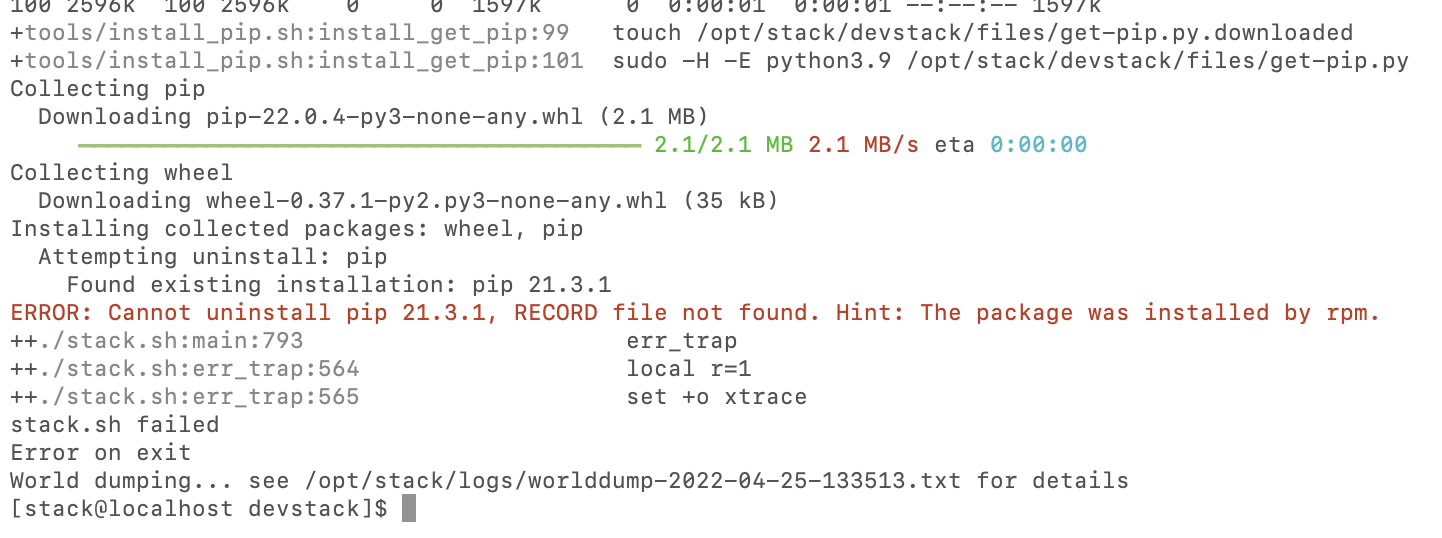 100 2596k  100 2596k    0     0  1597k      0  0:00:01  0:00:01 --:--:-- 1597k
+tools/install_pip.sh:install_get_pip:99   touch /opt/stack/devstack/files/get-pip.py.downloaded
+tools/install_pip.sh:install_get_pip:101  sudo -H -E python3.9 /opt/stack/devstack/files/get-pip.py
Collecting pip
  Downloading pip-22.0.4-py3-none-any.whl (2.1 MB)
2.1/2.1 MB 2.1 MB/s eta 0:00:00
Collecting wheel
  Downloading wheel-0.37.1-py2.py3-none-any.whl (35 kB)
Installing collected packages: wheel, pip
  Attempting uninstall: pip
    Found existing installation: pip 21.3.1
ERROR: Cannot uninstall pip 21.3.1, RECORD file not found. Hint: The package was installed by rpm.
++./stack.sh:main:793                       err_trap
++./stack.sh:err_trap:564                   local r=1
++./stack.sh:err_trap:565                   set +o xtrace
stack.sh failed
Error on exit
World dumping... see /opt/stack/logs/worlddump-2022-04-25-133513.txt for details
[stack@localhost devstack]$